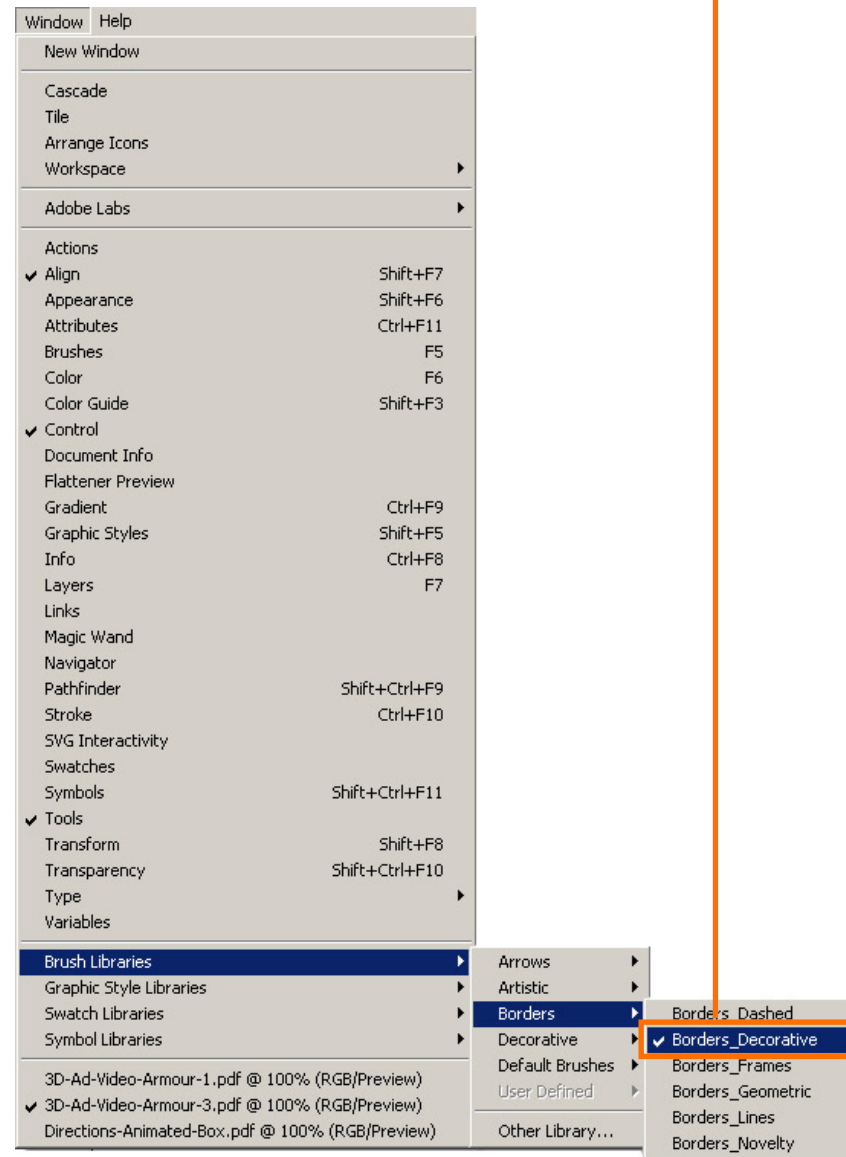 Window Help
New Window
Cascade
Tile
Arrange Icons
Workspace
Adobe Labs
Actions
Align Shift+F7
Appearance Shift+F6
Attributes Ctrl+F11
Brushes F5
Color F6
Color Guide Shift+F3
Control
Document Info
Flattener Preview
Gradient Ctrl+F9
Graphic Styles Shift+F5
Info Ctrl+F8
Layers F7
Links
Magic Wand
Navigator
Pathfinder Shift+Ctrl+F9
Stroke Ctrl+F10
SVG Interactivity
Swatches
Symbols Shift+Ctrl+F11
Tools
Transform Shift+F8
Transparency Shift+Ctrl+F10
Type
Variables
Brush Libraries
Graphic Style Libraries
Swatch Libraries
Symbol Libraries
3D-Ad-Video-Armour-1.pdf @ 100% (RGB/Preview)
3D-Ad-Video-Armour-3.pdf @ 100% (RGB/Preview)
Directions-Animated-Box.pdf @ 100% (RGB/Preview)
Arrows
Artistic
Borders
Decorative
Default Brushes
User Defined
Other Library...
Borders_Dashed
Borders_Decorative
Borders_Frames
Borders_Geometric
Borders_Lines
Borders_Novelty